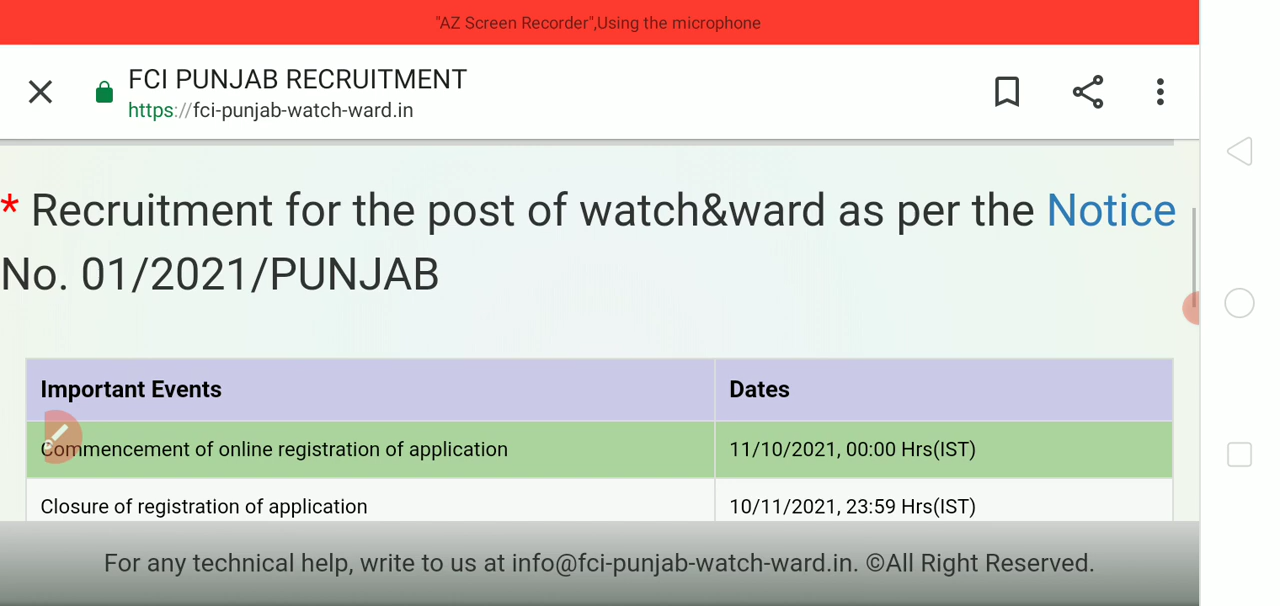 "AZ Screen Recorder",Using the microphone
FCI PUNJAB RECRUITMENT
https://fci-punjab-watch-ward.in
* Recruitment for the post of watch&ward as per the Notice
No. 01/2021/PUNJAB
Important Events Dates
Commencement of online registration of application 11/10/2021, 00:00 Hrs(IST)
Closure of registration of application 10/11/2021, 23:59 Hrs(IST)
For any technical help, write to us at info@fci-punjab-watch-ward.in. ©All Right Reserved.